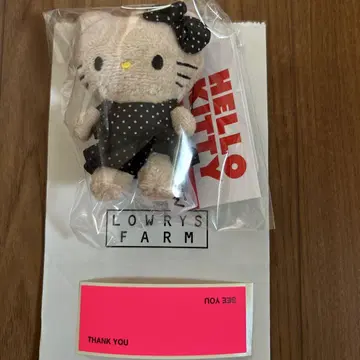 HELLO
KITTY
LOWRYS
FARM
SEE YOU
THANK YOU